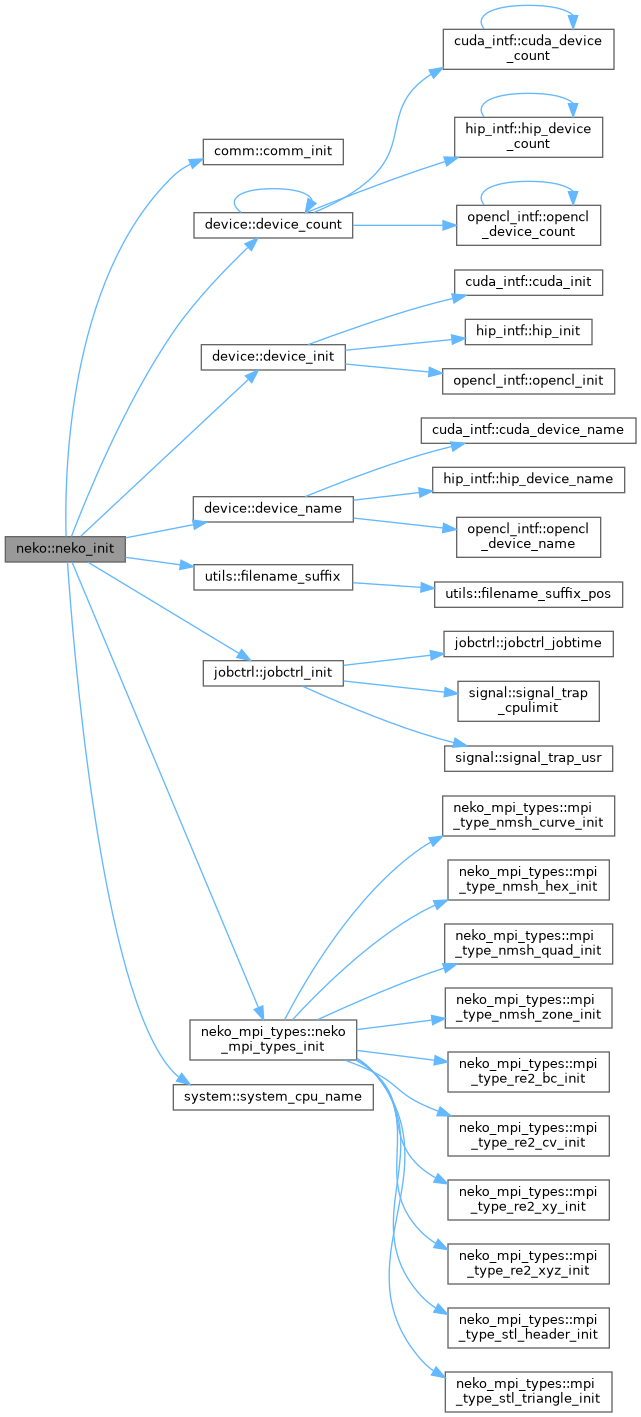 cuda_intf::cuda_device
_count
hip_intf::hip_device
_count
comm::comm_init
device::device_count
opencl_intf::opencl
_device_count
cuda_intf::cuda_init
hip_intf::hip_init
device::device_init
opencl_intf::opencl_init
cuda_intf::cuda_device_name
hip_intf::hip_device_name
device::device_name
opencl_intf::opencl
_device_name
neko::neko_init
utils::filename_suffix
utils::filename_suffix_pos
jobctrl::jobctrl_jobtime
jobctrl::jobctrl_init
signal::signal_trap
_cpulimit
signal::signal_trap_usr
neko_mpi_types::mpi
_type_nmsh_curve_init
neko_mpi_types::mpi
_type_nmsh_hex_init
neko_mpi_types::mpi
_type_nmsh_quad_init
neko_mpi_types::mpi
_type_nmsh_zone_init
neko_mpi_types::neko
_mpi_types_init
neko_mpi_types::mpi
_type_re2_bc_init
system::system_cpu_name
neko_mpi_types::mpi
_type_re2_cv_init
neko_mpi_types::mpi
_type_re2_xy_init
neko_mpi_types::mpi
_type_re2_xyz_init
neko_mpi_types::mpi
_type_stl_header_init
neko_mpi_types::mpi
_type_stl_triangle_init